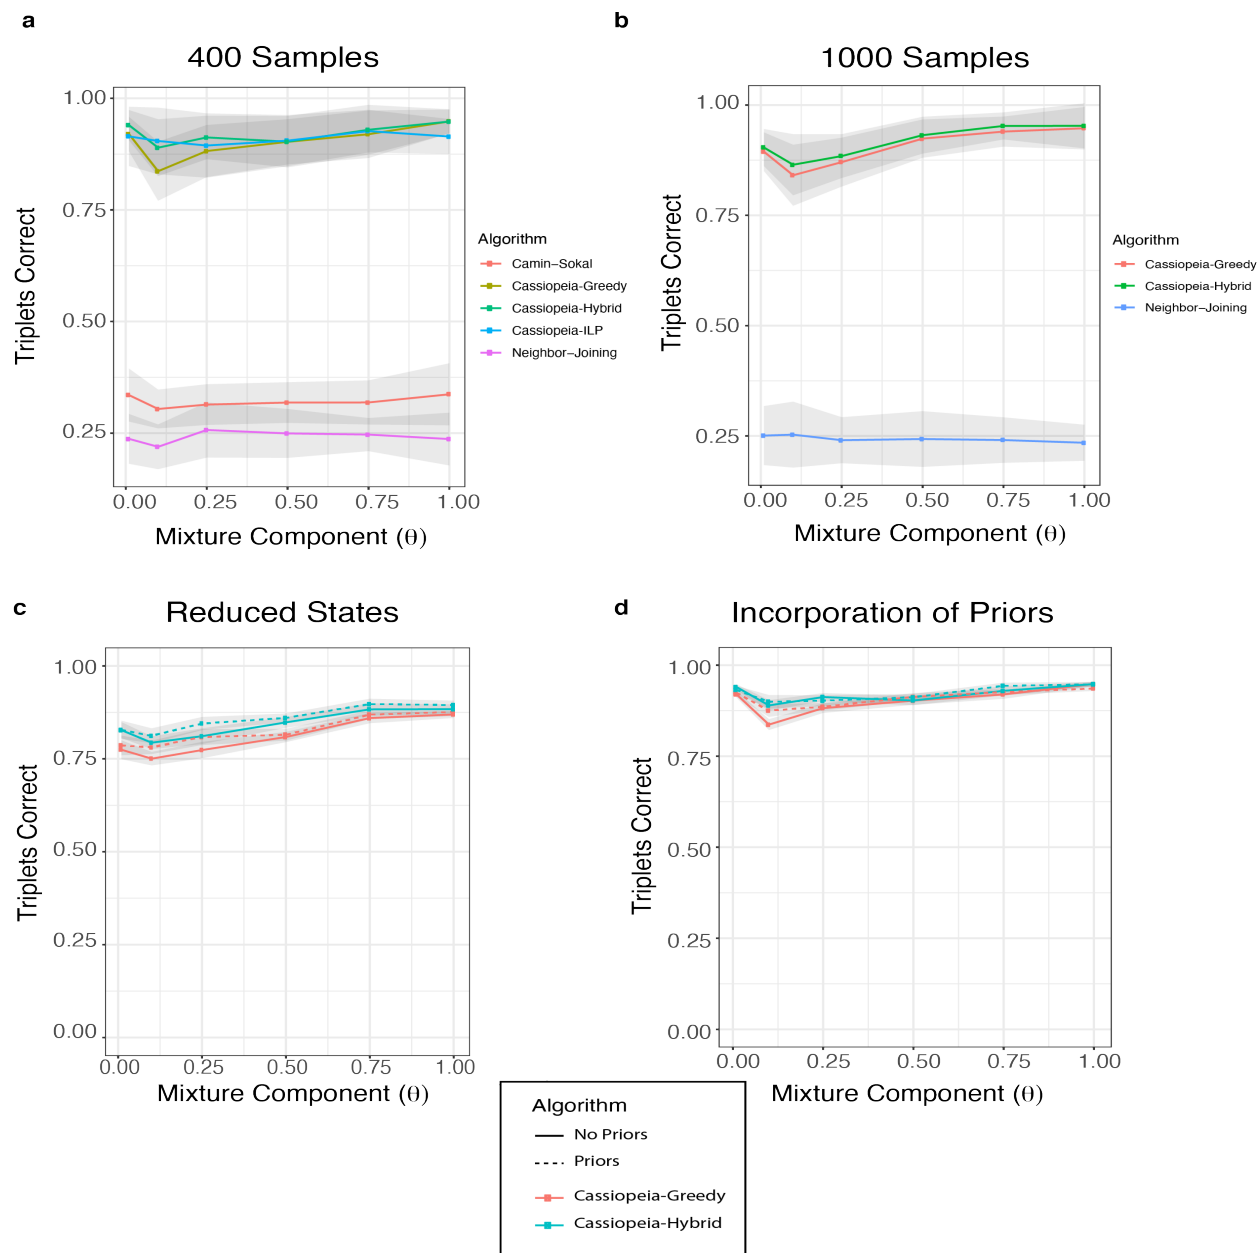 a
400 Samples
1.00
0.75
0.50
0.25
0.00
0.25
0.50
0.75
1.00
Triplets Correct
Mixture Component (θ)
Algorithm
Camin−Sokal
Cassiopeia-Greedy
Cassiopeia-Hybrid
Cassiopeia-ILP
Neighbor−Joining
b
1000 Samples
1.00
0.75
0.50
0.25
0.00
0.25
0.50
0.75
1.00
Triplets Correct
Mixture Component (θ)
Algorithm
Cassiopeia-Greedy
Cassiopeia-Hybrid
Neighbor−Joining
c
Reduced States
1.00
0.75
0.50
0.25
0.00
0.00
0.25
0.50
0.75
1.00
Triplets Correct
Mixture Component (θ)
d
Incorporation of Priors
1.00
0.75
0.50
0.25
0.00
0.00
0.25
0.50
0.75
1.00
Triplets Correct
Mixture Component (θ)
Algorithm
No Priors
Priors
Cassiopeia-Greedy
Cassiopeia-Hybrid